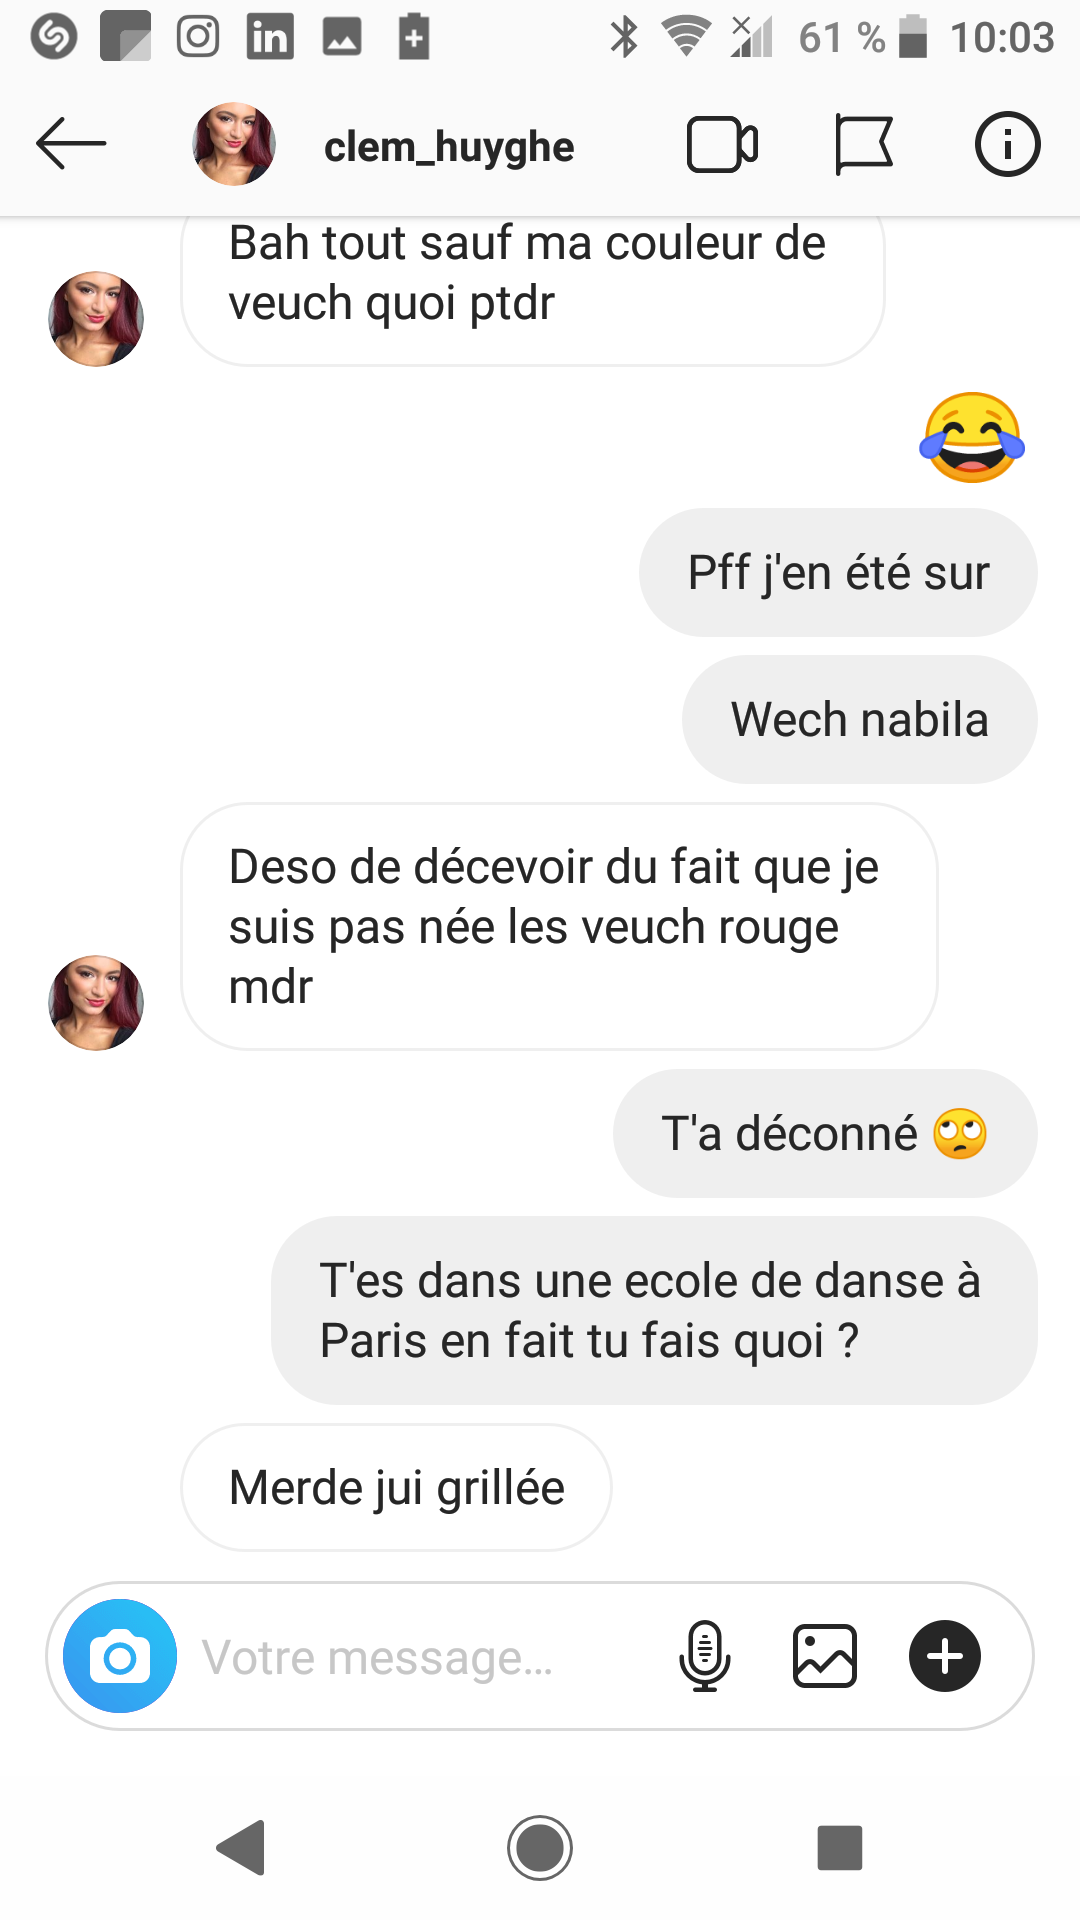 61 % 10:03
clem_huyghe
Bah tout sauf ma couleur de
veuch quoi ptdr
😂
Pff j'en été sur
Wech nabila
Deso de décevoir du fait que je
suis pas née les veuch rouge
mdr
T'a déconné 🙄
T'es dans une ecole de danse à
Paris en fait tu fais quoi ?
Merde jui grillée
Votre message...